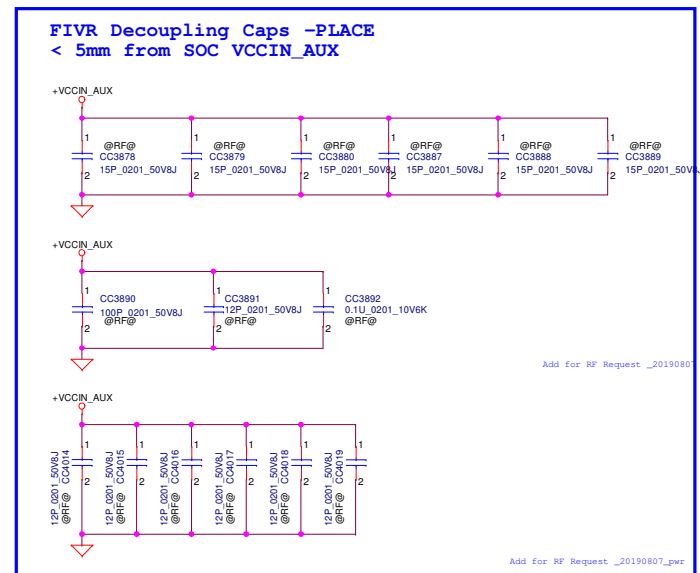 FIVR Decoupling Caps -PLACE
< 5mm from SOC VCCIN_AUX
+VCCIN_AUX
1 1 1 1 1 1
@RF@ @RF@ @RF@ @RF@ @RF@ @RF@
CC3878 CC3879 CC3880 CC3887 CC3888 CC3889
15P_0201_50V8J 15P_0201_50V8J 15P_0201_50V8J 15P_0201_50V8J 15P_0201_50V8J 15P_0201_50V8J
2 2 2 2 2 2
+VCCIN_AUX
1 1 1
CC3890 CC3891 CC3892
100P_0201_50V8J 12P_0201_50V8J 0.1U_0201_10V6K
@RF@ @RF@ @RF@
2 2 2
Add for RF Request _20190807
+VCCIN_AUX
1 1 1 1 1 1
12P_0201_50V8J 12P_0201_50V8J 12P_0201_50V8J 12P_0201_50V8J 12P_0201_50V8J 12P_0201_50V8J
@RF@ CC4014 @RF@ CC4015 @RF@ CC4016 @RF@ CC4017 @RF@ CC4018 @RF@ CC4019
2 2 2 2 2 2
Add for RF Request _20190807_pwr